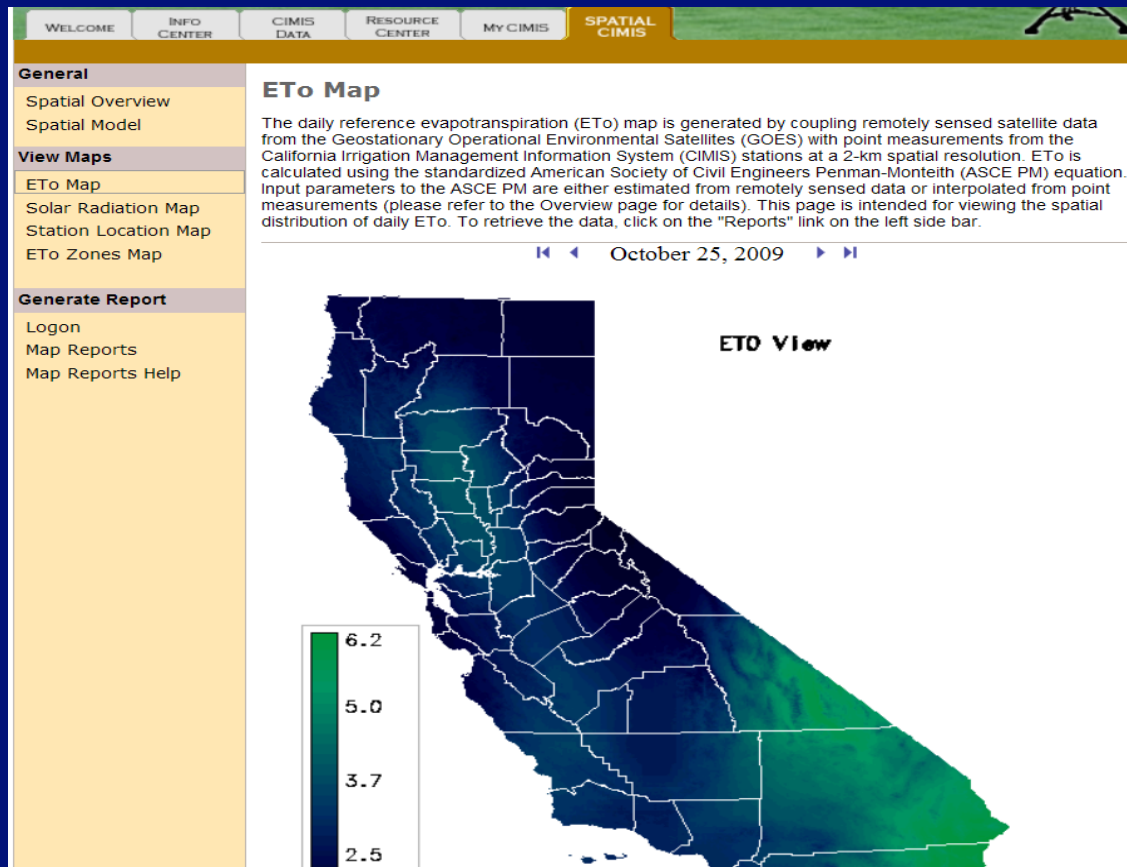 WELCOME
INFO CENTER
CIMIS DATA
RESOURCE CENTER
MY CIMIS
SPATIAL CIMIS
General
Spatial Overview
Spatial Model
View Maps
ETo Map
Solar Radiation Map
Station Location Map
ETo Zones Map
Generate Report
Logon
Map Reports
Map Reports Help
ETo Map
The daily reference evapotranspiration (ETo) map is generated by coupling remotely sensed satellite data
from the Geostationary Operational Environmental Satellites (GOES) with point measurements from the
California Irrigation Management Information System (CIMIS) stations at a 2-km spatial resolution. ETo is
calculated using the standardized American Society of Civil Engineers Penman-Monteith (ASCE PM) equation.
Input parameters to the ASCE PM are either estimated from remotely sensed data or interpolated from point
measurements (please refer to the Overview page for details). This page is intended for viewing the spatial
distribution of daily ETo. To retrieve the data, click on the "Reports" link on the left side bar.
October 25, 2009
ETO View
6.2
5.0
3.7
2.5